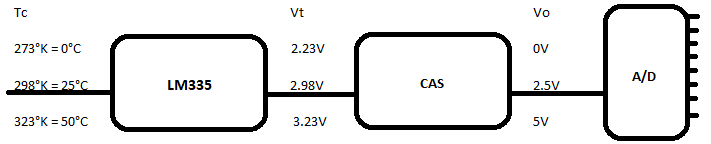 Tc Vt Vo
273°K = 0°C 2.23V 0V
298°K = 25°C LM335 2.98V CAS 2.5V A/D
323°K = 50°C 3.23V 5V